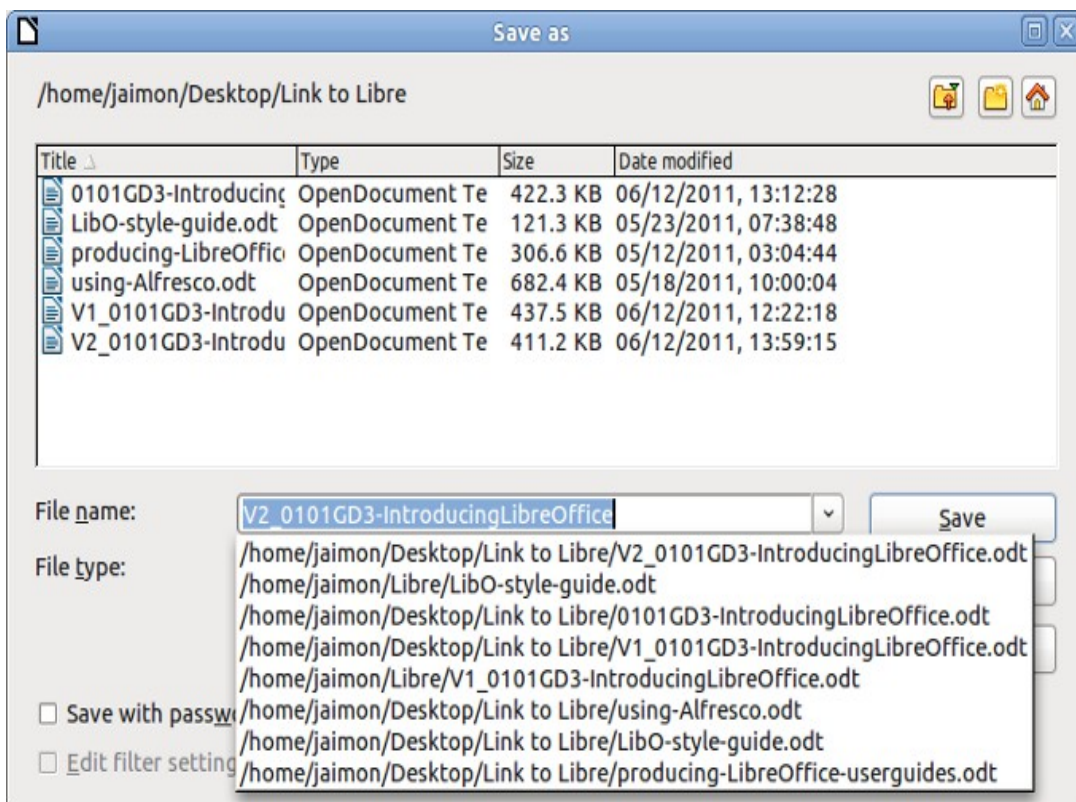 Save as
/home/jaimon/Desktop/Link to Libre
Title Type Size Date modified
0101GD3-Introducing OpenDocument Te 422.3 KB 06/12/2011, 13:12:28
LibO-style-guide.odt OpenDocument Te 121.3 KB 05/23/2011, 07:38:48
producing-LibreOffic OpenDocument Te 306.6 KB 05/12/2011, 03:04:44
using-Alfresco.odt OpenDocument Te 682.4 KB 05/18/2011, 10:00:04
V1_0101GD3-Introdu OpenDocument Te 437.5 KB 06/12/2011, 12:22:18
V2_0101GD3-Introdu OpenDocument Te 411.2 KB 06/12/2011, 13:59:15
File name: V2_0101GD3-IntroducingLibreOffice Save
/home/jaimon/Desktop/Link to Libre/V2_0101GD3-IntroducingLibreOffice.odt
File type:
/home/jaimon/Libre/LibO-style-guide.odt
/home/jaimon/Desktop/Link to Libre/0101GD3-IntroducingLibreOffice.odt
/home/jaimon/Desktop/Link to Libre/V1_0101GD3-IntroducingLibreOffice.odt
/home/jaimon/Libre/V1_0101GD3-IntroducingLibreOffice.odt
Save with passw
/home/jaimon/Desktop/Link to Libre/using-Alfresco.odt
/home/jaimon/Desktop/Link to Libre/LibO-style-guide.odt
Edit filter setting
/home/jaimon/Desktop/Link to Libre/producing-LibreOffice-userguides.odt